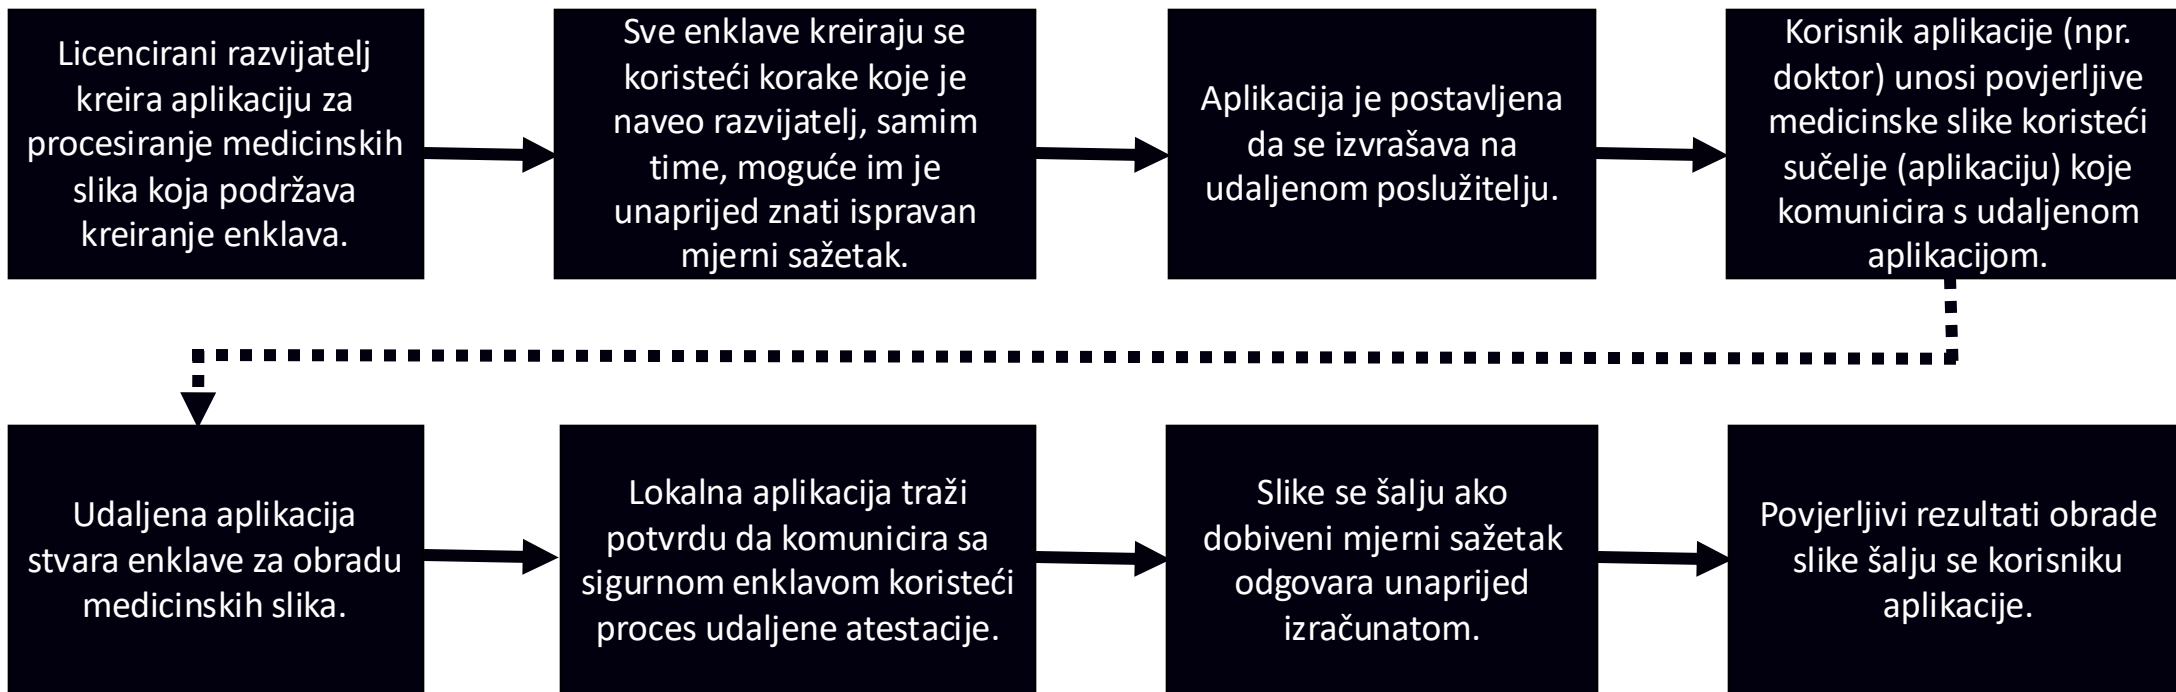 Licencirani razvijatelj
kreira aplikaciju za
procesiranje medicinskih
slika koja podržava
kreiranje enklava.
Sve enklave kreiraju se
koristeći korake koje je
naveo razvijatelj, samim
time, moguće im je
unaprijed znati ispravan
mjerni sažetak.
Aplikacija je postavljena
da se izvrašava na
udaljenom poslužitelju.
Korisnik aplikacije (npr.
doktor) unosi povjerljive
medicinske slike koristeći
sučelje (aplikaciju) koje
komunicira s udaljenom
aplikacijom.
Udaljena aplikacija
stvara enklave za obradu
medicinskih slika.
Lokalna aplikacija traži
potvrdu da komunicira sa
sigurnom enklavom koristeći
proces udaljene atestacije.
Slike se šalju ako
dobiveni mjerni sažetak
odgovara unaprijed
izračunatom.
Povjerljivi rezultati obrade
slike šalju se korisniku
aplikacije.